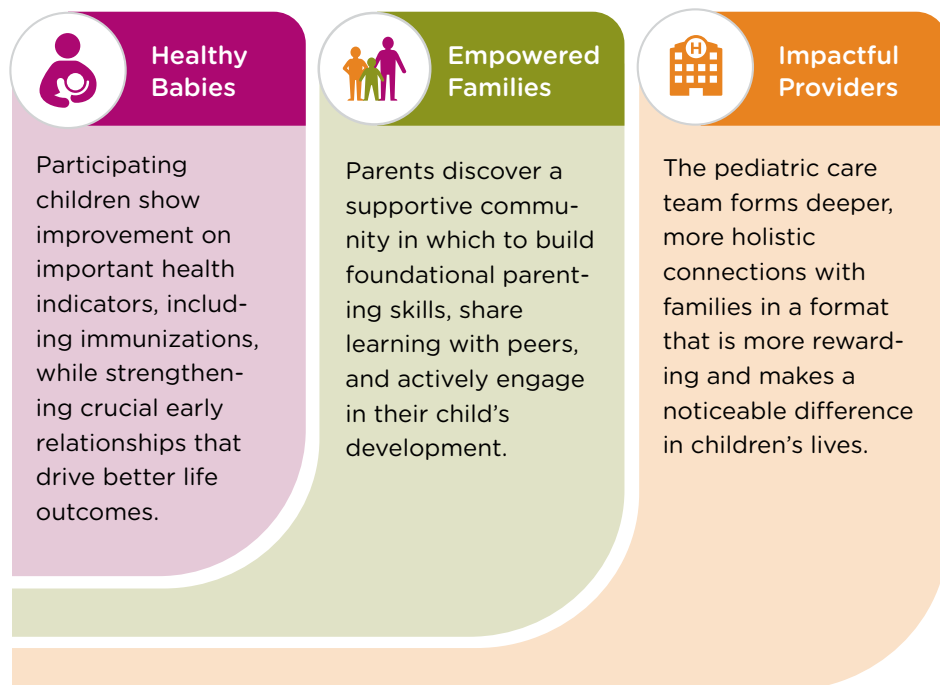 Healthy
Babies
Participating
children show
improvement on
important health
indicators, includ-
ing immunizations,
while strengthen-
ing crucial early
relationships that
drive better life
outcomes.
Empowered
Families
Parents discover a
supportive commu-
nity in which to build
foundational parent-
ing skills, share
learning with peers,
and actively engage
in their child’s
development.
H
Impactful
Providers
The pediatric care
team forms deeper,
more holistic
connections with
families in a format
that is more reward-
ing and makes a
noticeable difference
in children’s lives.